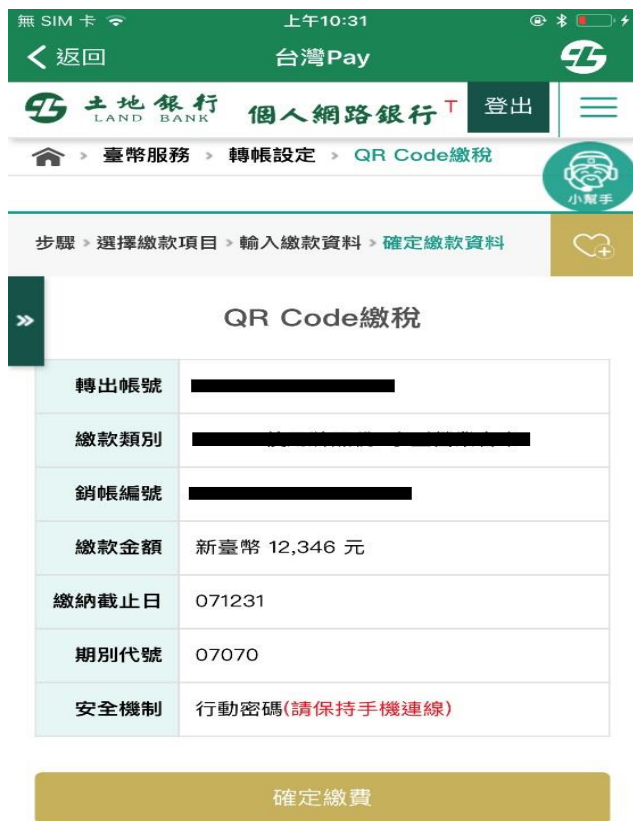 無 SIM 卡 上午10:31
返回 台灣Pay
土地銀行 LAND BANK 個人網路銀行 T 登出
臺幣服務 > 轉帳設定 > QR Code繳稅
小幫手
步驟 > 選擇繳款項目 > 輸入繳款資料 > 確定繳款資料
QR Code繳稅
轉出帳號
繳款類別
銷帳編號
繳款金額 新臺幣 12,346 元
繳納截止日 071231
期別代號 07070
安全機制 行動密碼(請保持手機連線)
確定繳費